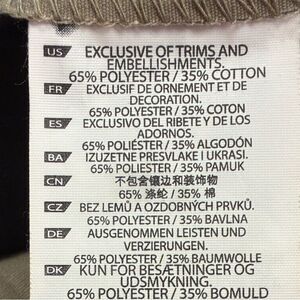 US EXCLUSIVE OF TRIMS AND
EMBELLISHMENTS.
65% POLYESTER / 35% COTTON
FR EXCLUSIF DE ORNEMENT ET DE
DECORATION.
65% POLYESTER / 35% COTON
ES EXCLUSIVO DEL RIBETE Y DE LOS
ADORNOS.
65% POLIÉSTER / 35% ALGODÓN
BA IZUZETNE PRESVLAKE I UKRASI.
65% POLIESTER / 35% PAMUK
CN 不包含镶边和装饰物
65% 涤纶 / 35% 棉
CZ BEZ LEMŮ A OZDOBNÝCH PRVKŮ.
65% POLYESTER / 35% BAVLNA
DE AUSGENOMMEN LEISTEN UND
VERZIERUNGEN.
65% POLYESTER / 35% BAUMWOLLE
DK KUN FOR BESÆTNINGER OG
UDSMYKNING.
65% POLYESTER / 35% BOMULD